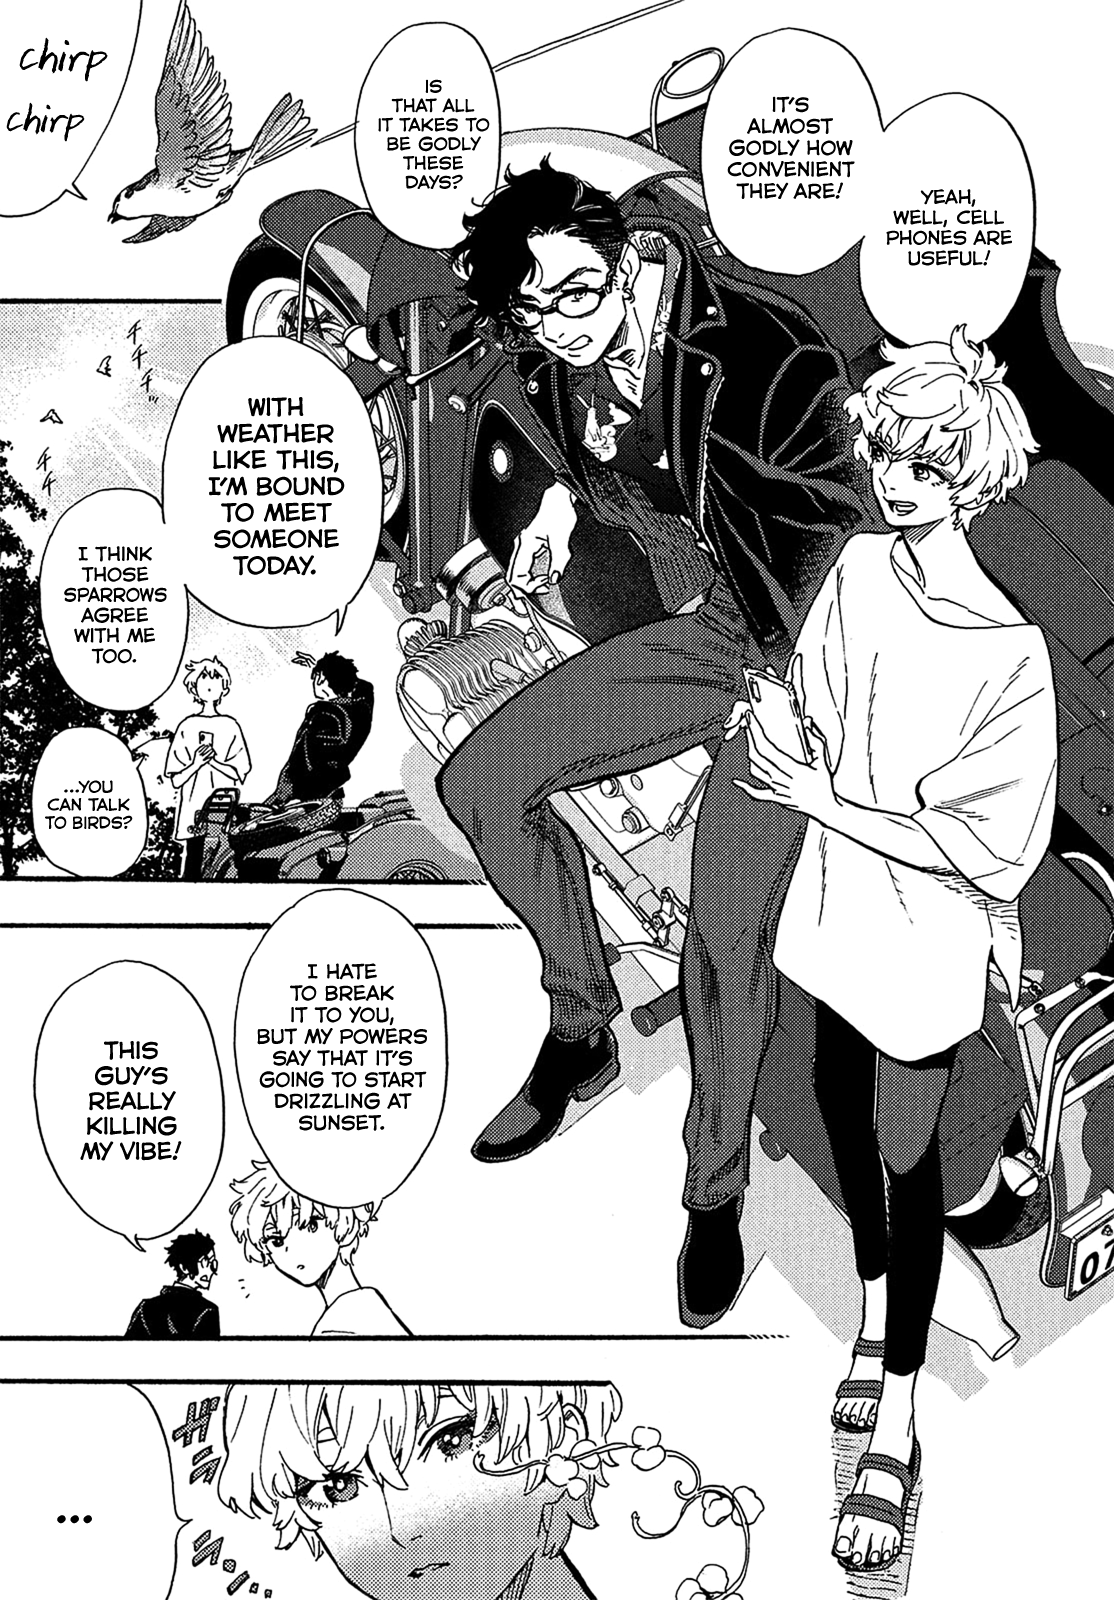 YEAH,
WELL, CELL
PHONES ARE
USEFUL!
IT'S
ALMOST
GODLY HOW
CONVENIENT
THEY ARE!
IS
THAT ALL
IT TAKES TO
BE GODLY
THESE
DAYS?
chirp
chirp
WITH
WEATHER
LIKE THIS,
I'M BOUND
TO MEET
SOMEONE
TODAY.
チチチ…
チチ
I THINK
THOSE
SPARROWS
AGREE
WITH ME
TOO.
...YOU
CAN TALK
TO BIRDS?
I HATE
TO BREAK
IT TO YOU,
BUT MY POWERS
SAY THAT IT'S
GOING TO START
DRIZZLING AT
SUNSET.
THIS
GUY'S
REALLY
KILLING
MY VIBE!
07
...